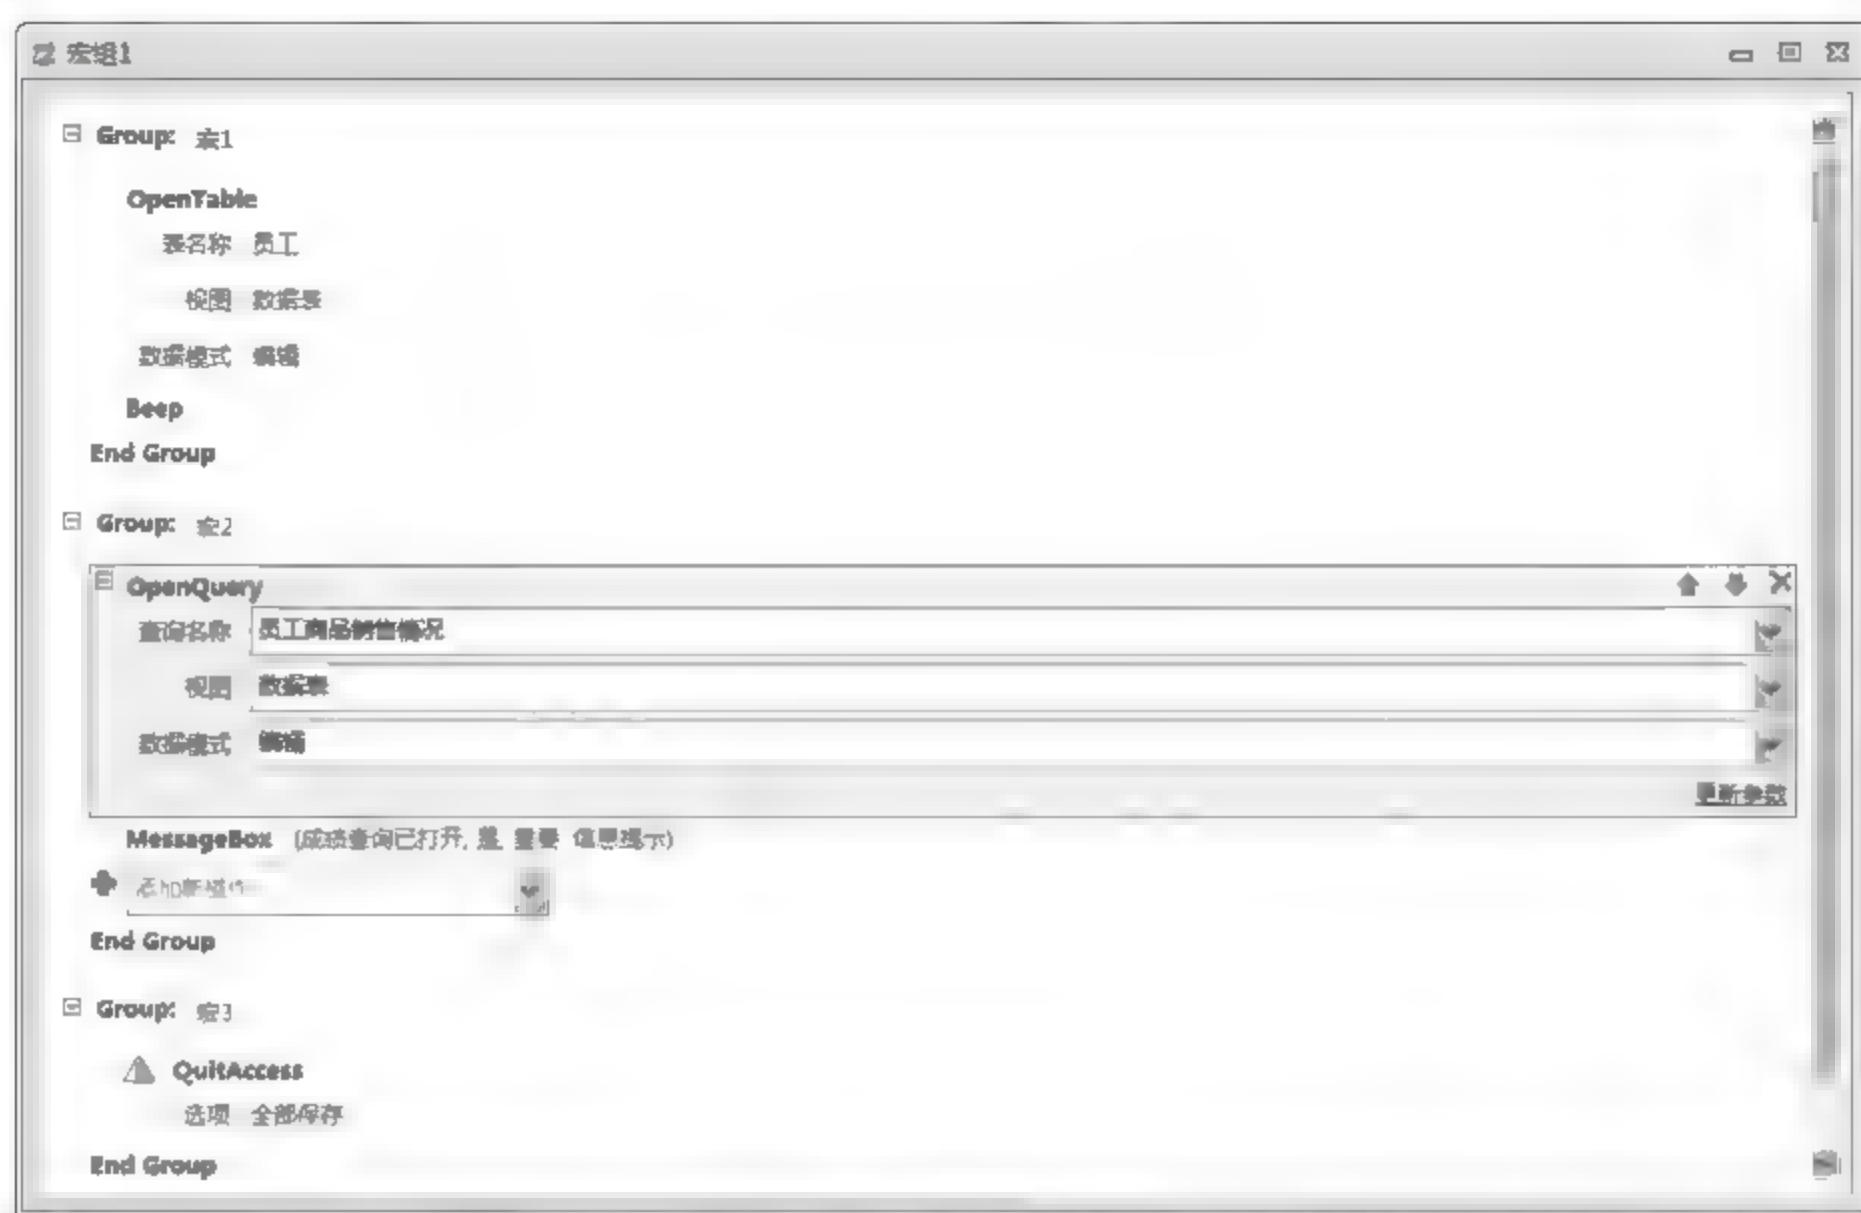 宏组1
Group: 宏1
OpenTable
表名称 员工
视图 数据表
数据模式 编辑
Beep
End Group
Group: 宏2
OpenQuery
查询名称 员工商品销售情况
视图 数据表
数据模式 编辑
更新参数
MessageBox (成绩查询已打开, 是, 重要, 信息提示)
添加新操作
End Group
Group: 宏3
QuitAccess
选项 全部保存
End Group